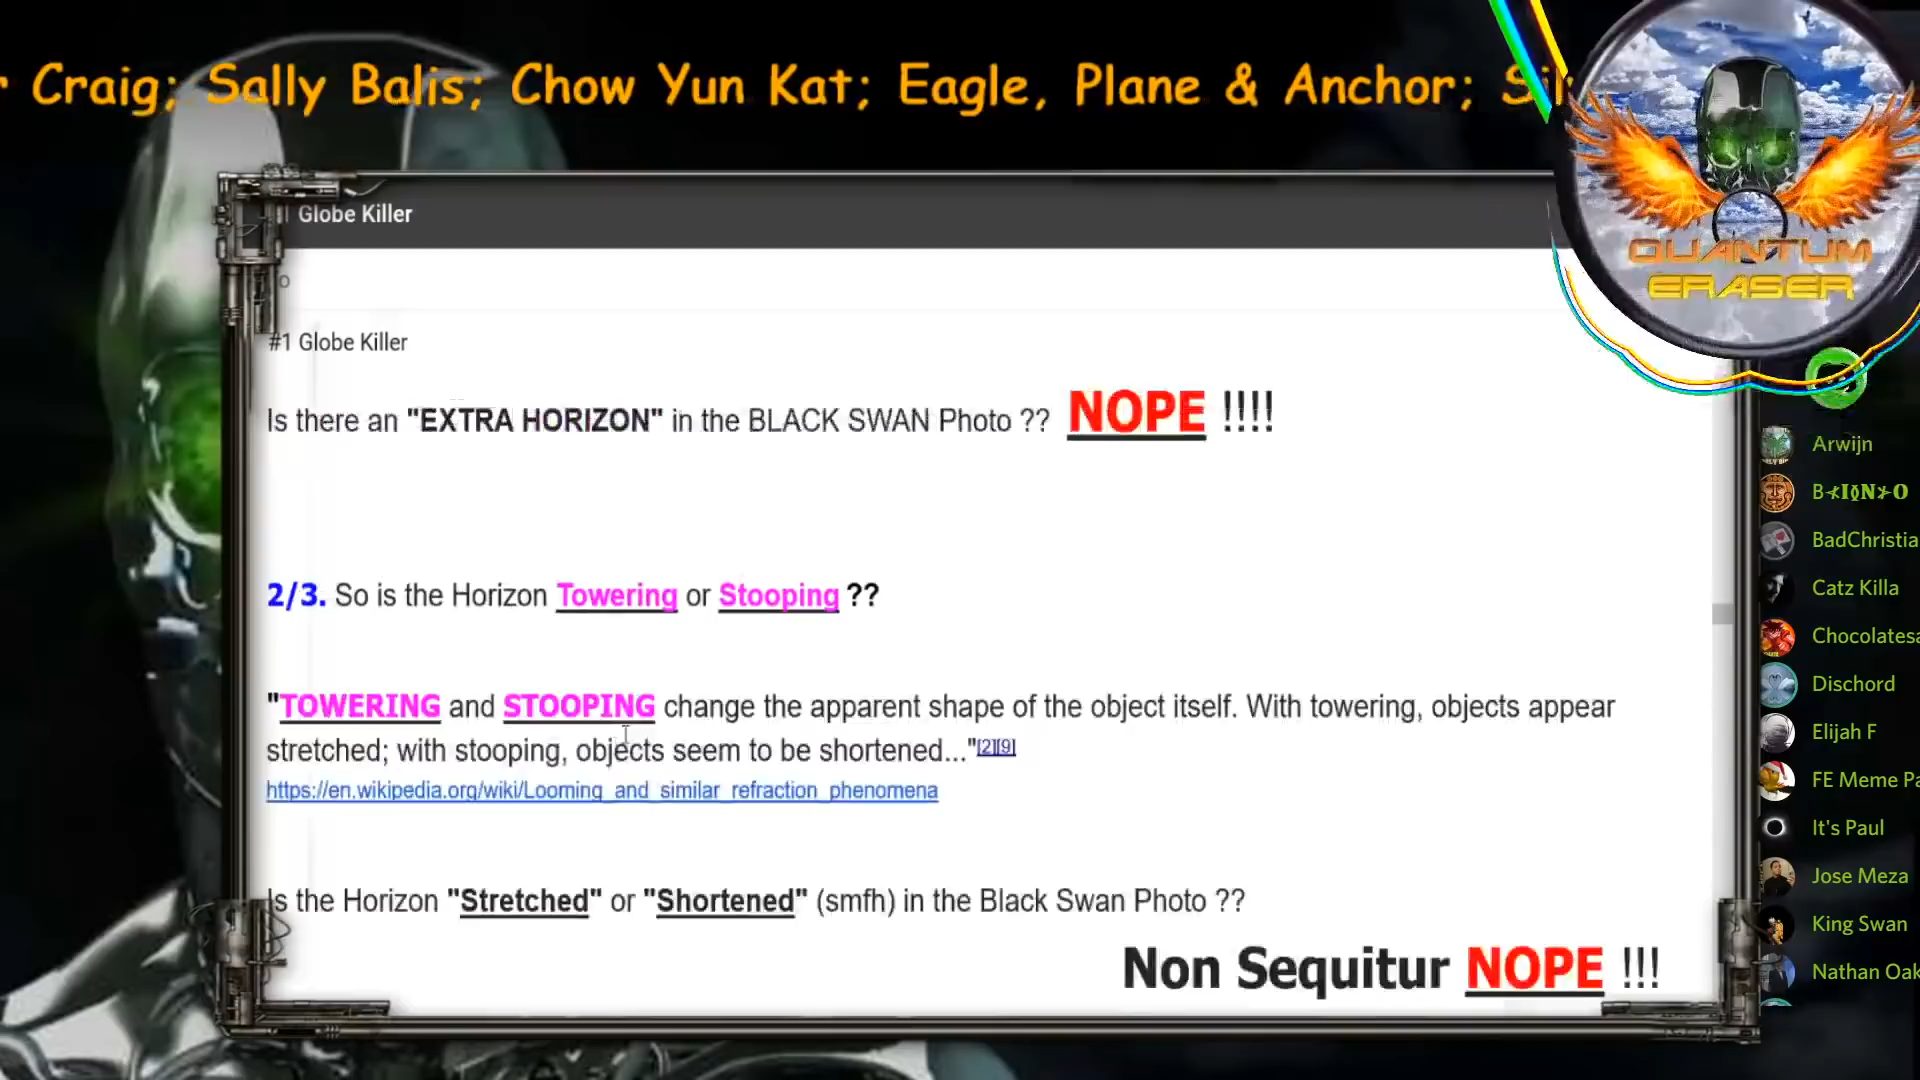 Craig; Sally Balis; Chow Yun Kat; Eagle, Plane & Anchor;
QUANTUM
ERASER
Globe Killer
#1 Globe Killer
Is there an "EXTRA HORIZON" in the BLACK SWAN Photo ?? NOPE !!!!
2/3. So is the Horizon Towering or Stooping ??
"TOWERING and STOOPING change the apparent shape of the object itself. With towering, objects appear
stretched; with stooping, objects seem to be shortened..."[2][9]
https://en.wikipedia.org/wiki/Looming_and_similar_refraction_phenomena
Is the Horizon "Stretched" or "Shortened" (smfh) in the Black Swan Photo ??
Non Sequitur NOPE !!!
Arwijn
BadChristia
Catz Killa
Chocolatesa
Dischord
Elijah F
FE Meme Pa
It's Paul
Jose Meza
King Swan
Nathan Oak